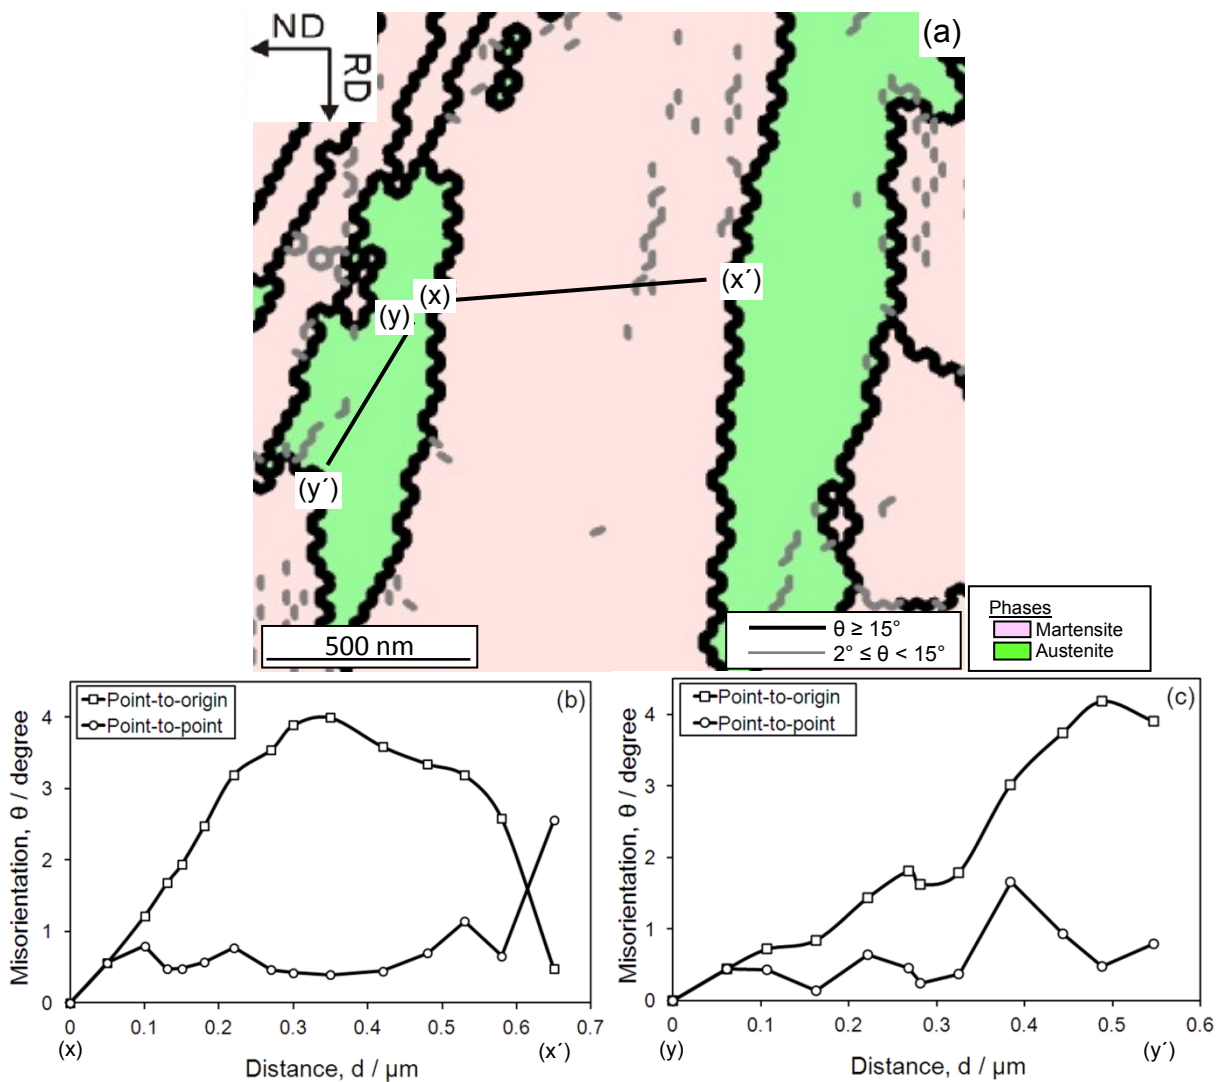 ND
RD
(a)
(x)
(x´)
(y)
(y´)
500 nm
θ ≥ 15°
2° ≤ θ < 15°
Phases
Martensite
Austenite
Point-to-origin
Point-to-point
(b)
Misorientation, θ / degree
4
3
2
1
0
0 0.1 0.2 0.3 0.4 0.5 0.6 0.7
(x) (x´)
Distance, d / µm
Point-to-origin
Point-to-point
(c)
Misorientation, θ / degree
4
3
2
1
0
0 0.1 0.2 0.3 0.4 0.5 0.6
(y) (y´)
Distance, d / µm